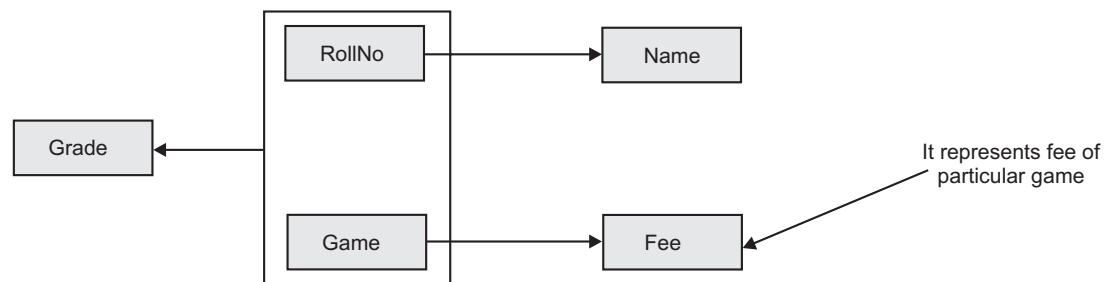 RollNo
Name
Grade
It represents fee of
particular game
Game
Fee